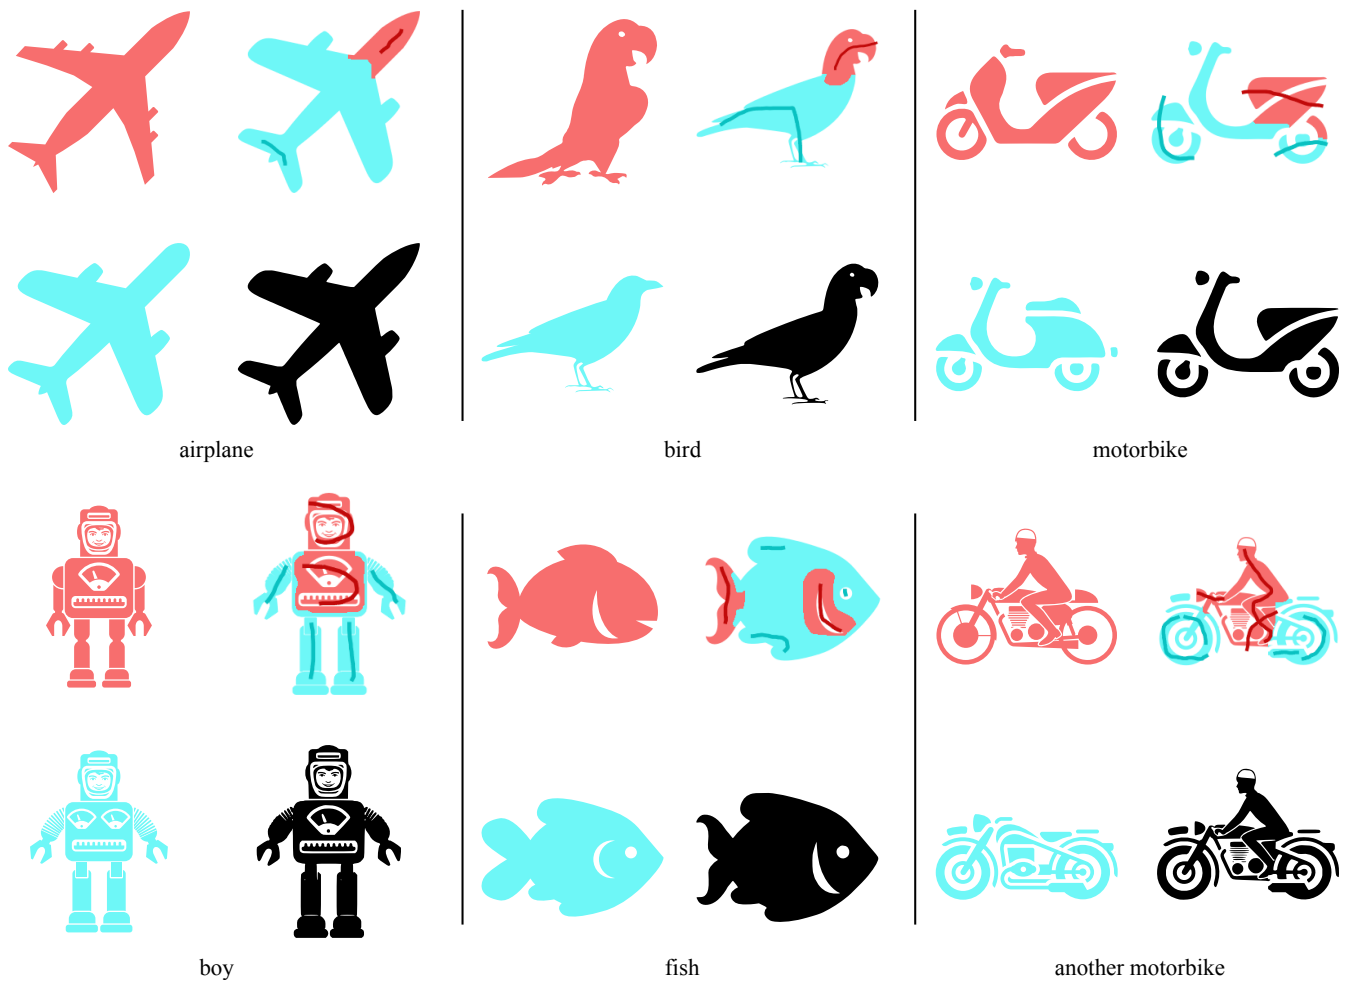 airplane
bird
motorbike
boy
fish
another motorbike